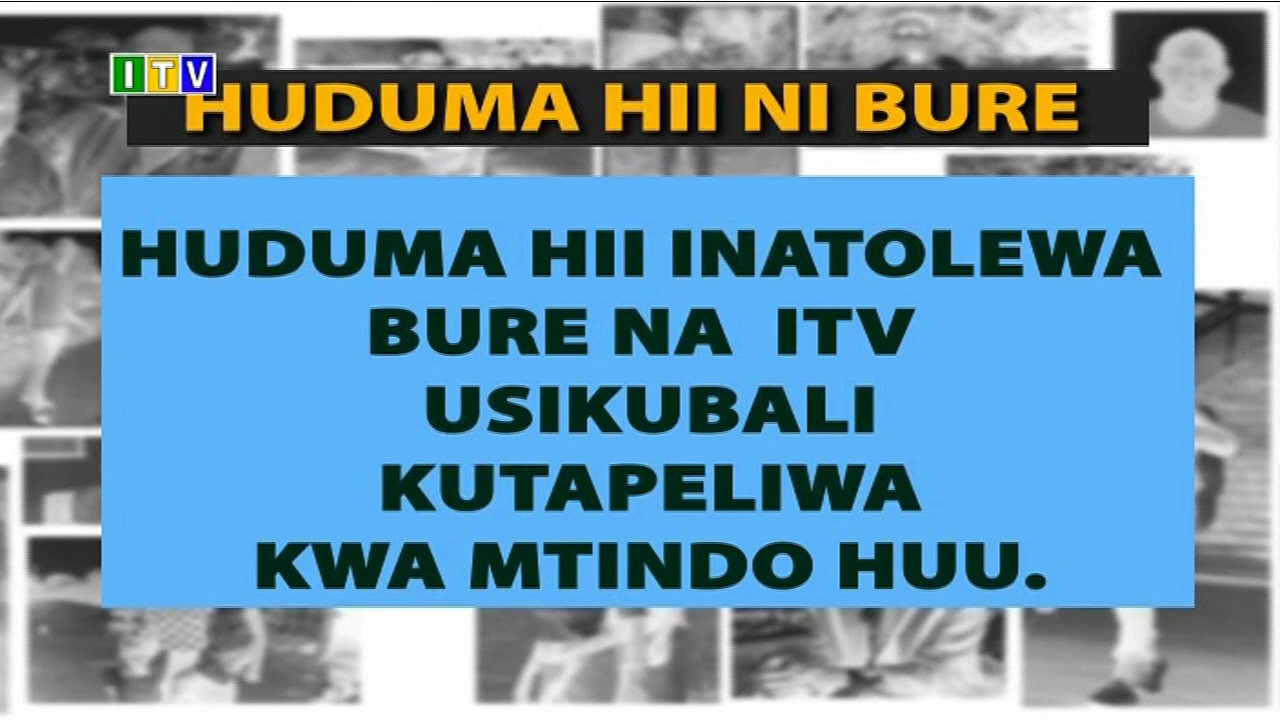 ITV
HUDUMA HII NI BURE
HUDUMA HII INATOLEWA
BURE NA ITV
USIKUBALI
KUTAPELIWA
KWA MTINDO HUU.